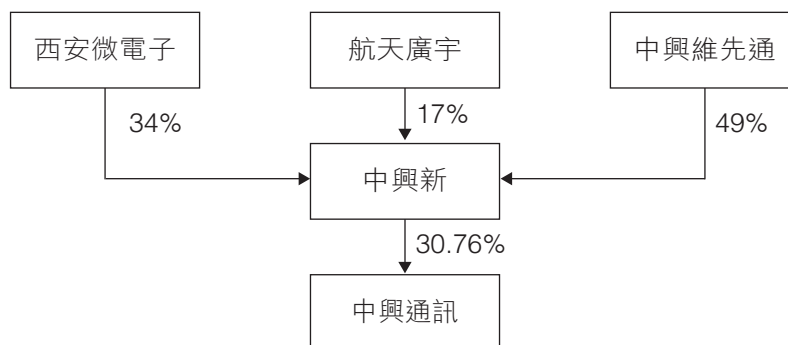 西安微電子
航天廣宇
中興維先通
34%
17%
49%
中興新
30.76%
中興通訊